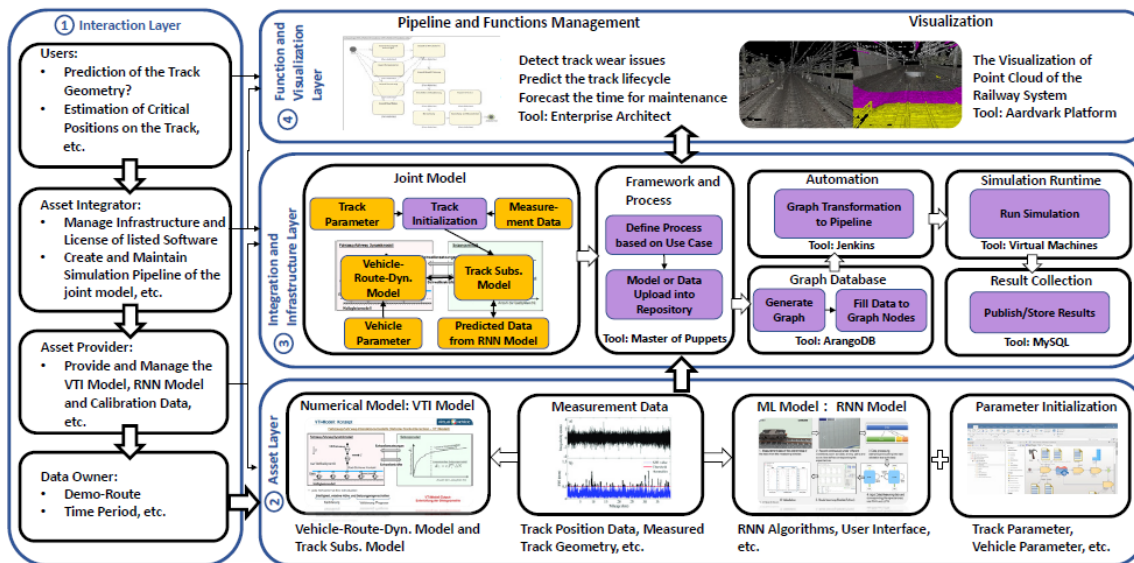 1 Interaction Layer
Users:
• Prediction of the Track
Geometry?
• Estimation of Critical
Positions on the Track,
etc.
Asset Integrator:
• Manage Infrastructure and
License of listed Software
• Create and Maintain
Simulation Pipeline of the
joint model, etc.
Asset Provider:
• Provide and Manage the
VTI Model, RNN Model
and Calibration Data,
etc.
Data Owner:
• Demo-Route
• Time Period, etc.
4 Function and
Visualization
Layer
Pipeline and Functions Management
Detect track wear issues
Predict the track lifecycle
Forecast the time for maintenance
Tool: Enterprise Architect
Visualization
The Visualization of
Point Cloud of the
Railway System
Tool: Aardvark Platform
3 Integration and
Infrastructure Layer
Joint Model
Track
Parameter
Track
Initialization
Measure-
ment Data
Vehicle-
Route-Dyn.
Model
Track Subs.
Model
Vehicle
Parameter
Predicted Data
from RNN Model
Framework and
Process
Define Process
based on Use Case
Model or Data
Upload into
Repository
Tool: Master of Puppets
Automation
Graph Transformation
to Pipeline
Tool: Jenkins
Graph Database
Generate
Graph
Fill Data to
Graph Nodes
Tool: ArangoDB
Simulation Runtime
Run Simulation
Tool: Virtual Machines
Result Collection
Publish/Store Results
Tool: MySQL
2 Asset Layer
Numerical Model: VTI Model
Vehicle-Route-Dyn. Model and
Track Subs. Model
Measurement Data
Track Position Data, Measured
Track Geometry, etc.
ML Model： RNN Model
RNN Algorithms, User Interface,
etc.
Parameter Initialization
Track Parameter,
Vehicle Parameter, etc.